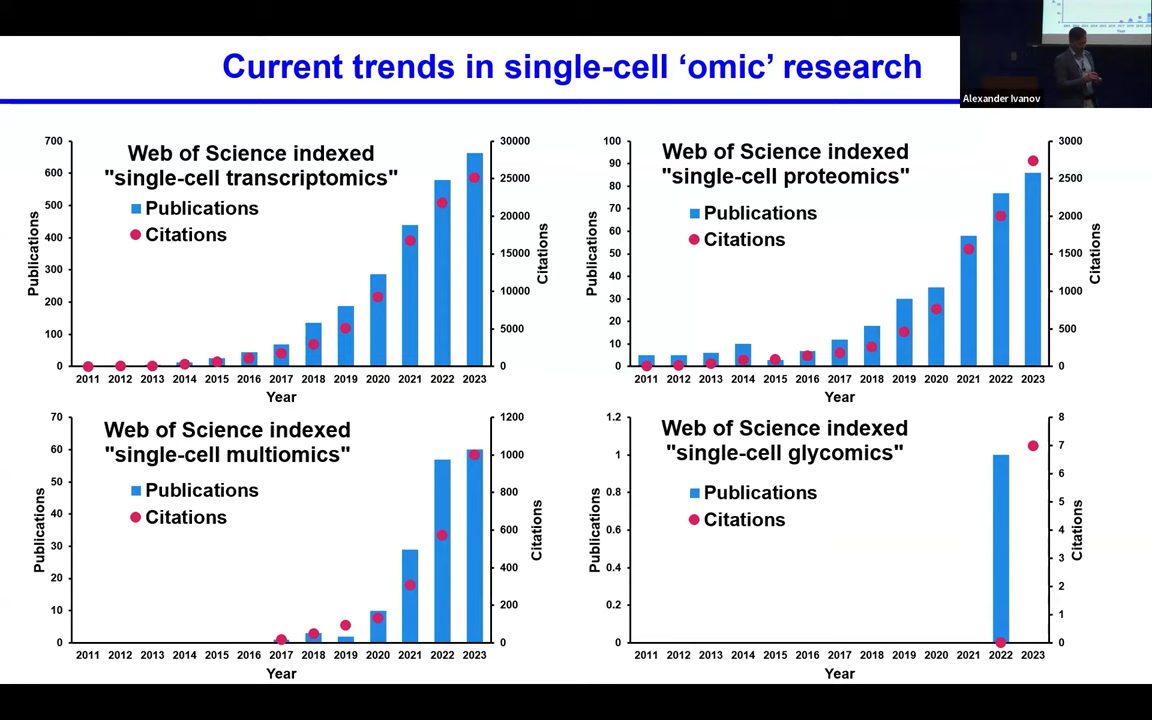 Current trends in single-cell ‘omic’ research
Alexander Ivanov
Web of Science indexed
"single-cell transcriptomics"
Publications
Citations
Publications
Citations
700
600
500
400
300
200
100
0
30000
25000
20000
15000
10000
5000
0
2011 2012 2013 2014 2015 2016 2017 2018 2019 2020 2021 2022 2023
Year
Web of Science indexed
"single-cell proteomics"
Publications
Citations
Publications
Citations
100
90
80
70
60
50
40
30
20
10
0
3000
2500
2000
1500
1000
500
0
2011 2012 2013 2014 2015 2016 2017 2018 2019 2020 2021 2022 2023
Year
Web of Science indexed
"single-cell multiomics"
Publications
Citations
Publications
Citations
70
60
50
40
30
20
10
0
1200
1000
800
600
400
200
0
2011 2012 2013 2014 2015 2016 2017 2018 2019 2020 2021 2022 2023
Year
Web of Science indexed
"single-cell glycomics"
Publications
Citations
Publications
Citations
1.2
1
0.8
0.6
0.4
0.2
0
8
7
6
5
4
3
2
1
0
2011 2012 2013 2014 2015 2016 2017 2018 2019 2020 2021 2022 2023
Year